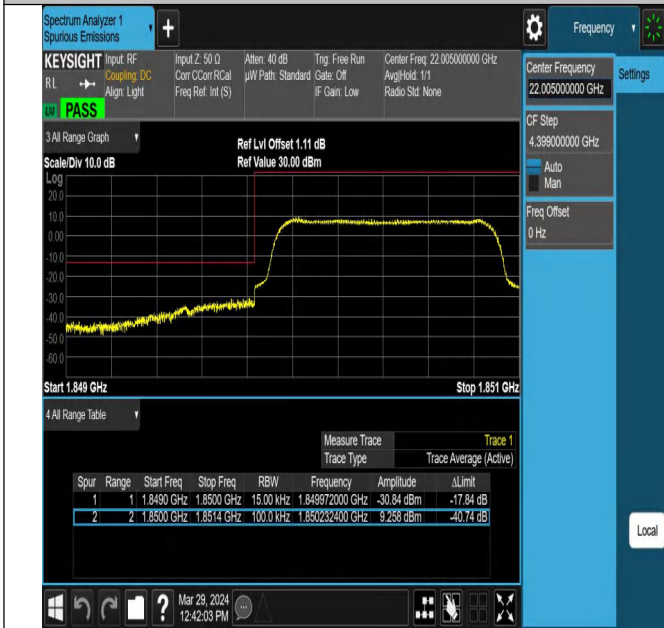 Spectrum Analyzer 1
Spurious Emissions
Frequency
KEYSIGHT
RL
Input: RF
Coupling: DC
Align: Light
Input Z: 50 Ω
Corr CCorr RCal
Freq Ref: Int (S)
Atten: 40 dB
µW Path: Standard
Trig: Free Run
Gate: Off
IF Gain: Low
Center Freq: 22.005000000 GHz
Avg|Hold: 1/1
Radio Std: None
PASS
Center Frequency
22.005000000 GHz
Settings
CF Step
4.399000000 GHz
Auto
Man
Freq Offset
0 Hz
3 All Range Graph
Scale/Div 10.0 dB
Ref Lvl Offset 1.11 dB
Ref Value 30.00 dBm
Log
20.0
10.0
0.00
-10.0
-20.0
-30.0
-40.0
-50.0
-60.0
Start 1.849 GHz Stop 1.851 GHz
4 All Range Table
Measure Trace Trace 1
Trace Type Trace Average (Active)
Spur Range Start Freq Stop Freq RBW Frequency Amplitude ΔLimit
1 1 1.8490 GHz 1.8500 GHz 15.00 kHz 1.849972000 GHz -30.84 dBm -17.84 dB
2 2 1.8500 GHz 1.8514 GHz 100.0 kHz 1.850232400 GHz 9.258 dBm -40.74 dB
Local
Mar 29, 2024
12:42:03 PM